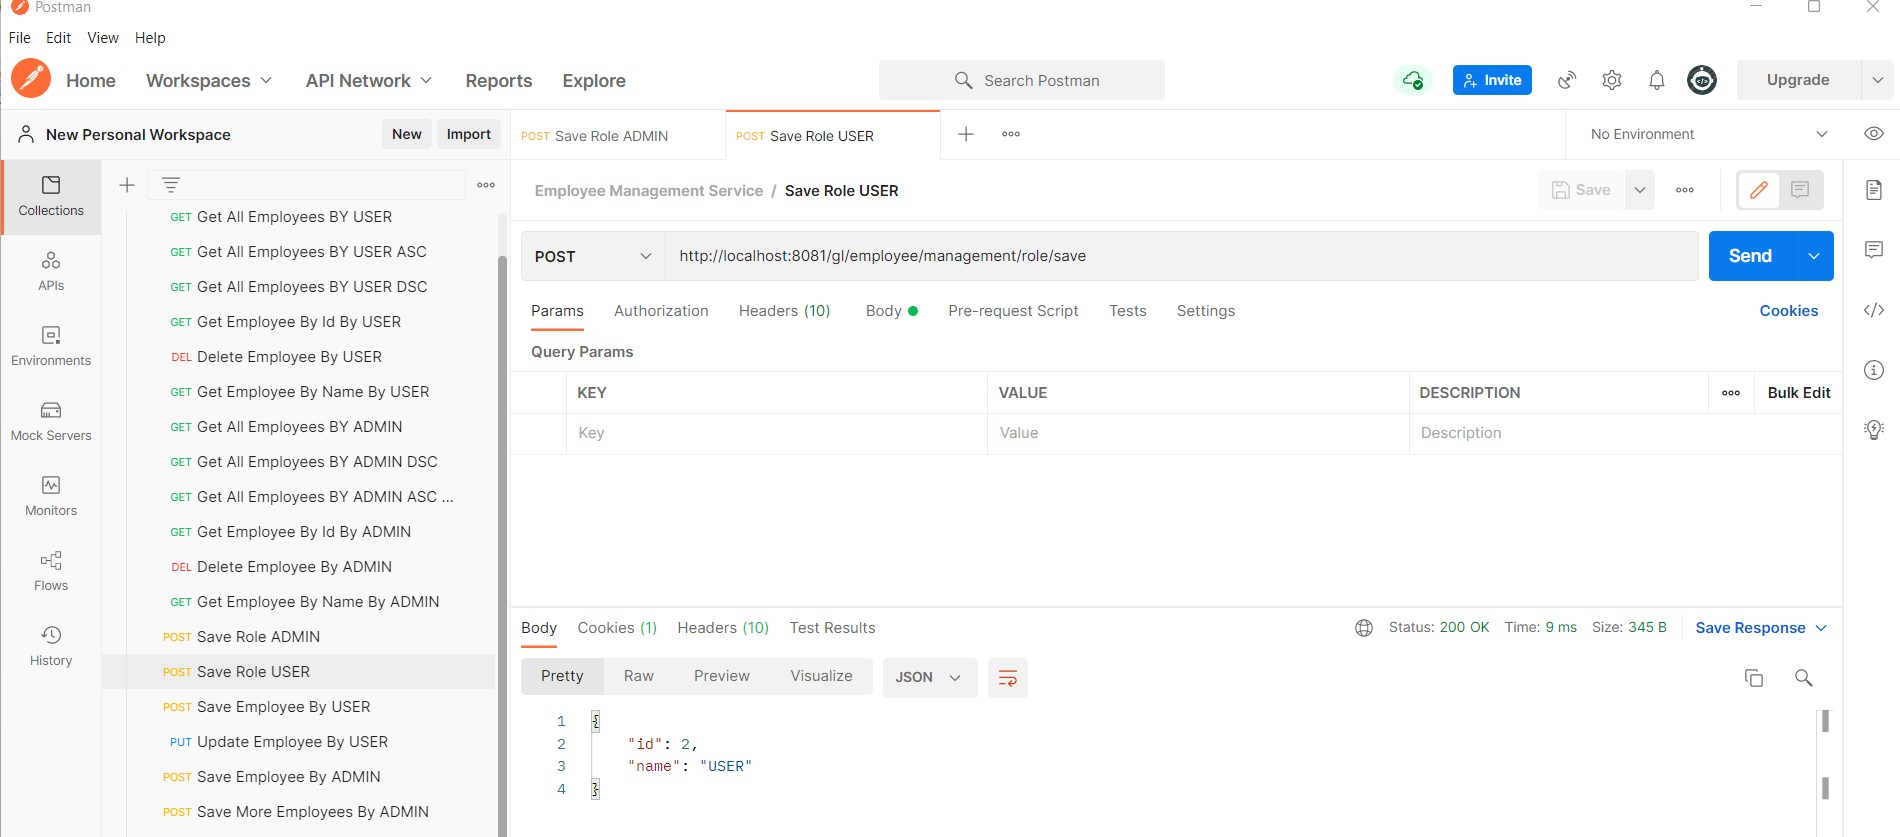 Postman
File Edit View Help
Home Workspaces API Network Reports Explore Search Postman Invite Upgrade
New Personal Workspace New Import
POST Save Role ADMIN POST Save Role USER No Environment
Collections
APIs
Environments
Mock Servers
Monitors
Flows
History
GET Get All Employees BY USER
GET Get All Employees BY USER ASC
GET Get All Employees BY USER DSC
GET Get Employee By Id By USER
DEL Delete Employee By USER
GET Get Employee By Name By USER
GET Get All Employees BY ADMIN
GET Get All Employees BY ADMIN DSC
GET Get All Employees BY ADMIN ASC ...
GET Get Employee By Id By ADMIN
DEL Delete Employee By ADMIN
GET Get Employee By Name By ADMIN
POST Save Role ADMIN
POST Save Role USER
POST Save Employee By USER
PUT Update Employee By USER
POST Save Employee By ADMIN
POST Save More Employees By ADMIN
Employee Management Service / Save Role USER Save
POST http://localhost:8081/gl/employee/management/role/save Send
Params Authorization Headers (10) Body Pre-request Script Tests Settings Cookies
Query Params
KEY VALUE DESCRIPTION Bulk Edit
Key Value Description
Body Cookies (1) Headers (10) Test Results Status: 200 OK Time: 9 ms Size: 345 B Save Response
Pretty Raw Preview Visualize JSON
1 {
2 "id": 2,
3 "name": "USER"
4 }